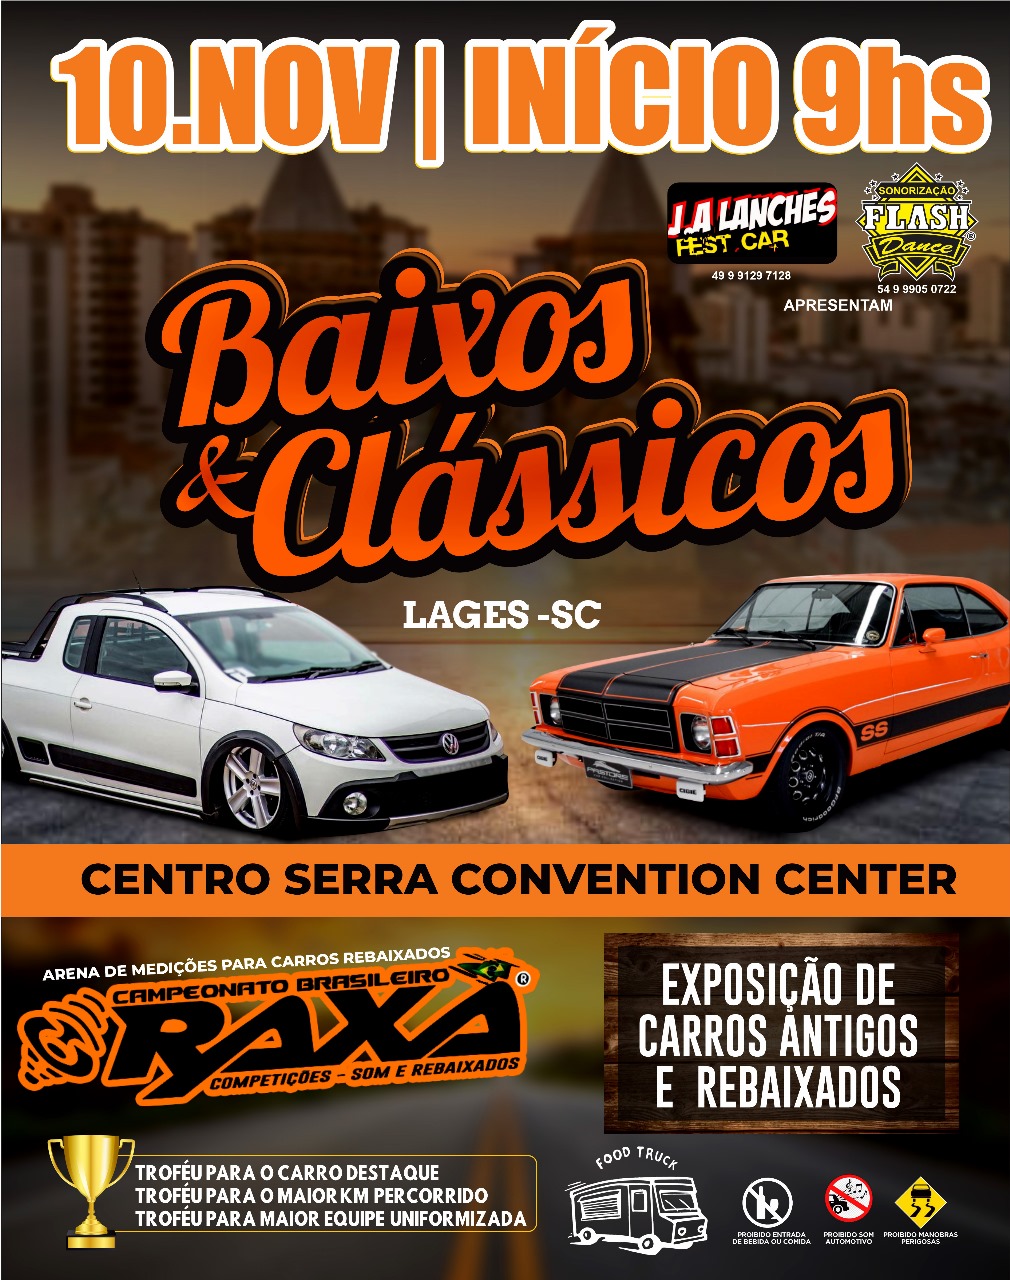 10.NOV | INÍCIO 9hs
J.A LANCHES
FEST CAR
49 9 9129 7128
SONORIZAÇÃO
FLASH
Dance
®
54 9 9905 0722
APRESENTAM
Baixos
& Clássicos
LAGES -SC
SS
PASTORE
CIDIÉ
CENTRO SERRA CONVENTION CENTER
ARENA DE MEDIÇÕES PARA CARROS REBAIXADOS
CAMPEONATO BRASILEIRO
RAXA ®
COMPETIÇÕES - SOM E REBAIXADOS
EXPOSIÇÃO DE
CARROS ANTIGOS
E REBAIXADOS
TROFÉU PARA O CARRO DESTAQUE
TROFÉU PARA O MAIOR KM PERCORRIDO
TROFÉU PARA MAIOR EQUIPE UNIFORMIZADA
FOOD TRUCK
PROIBIDO ENTRADA
DE BEBIDA OU COMIDA
PROIBIDO SOM
AUTOMOTIVO
PROIBIDO MANOBRAS
PERIGOSAS